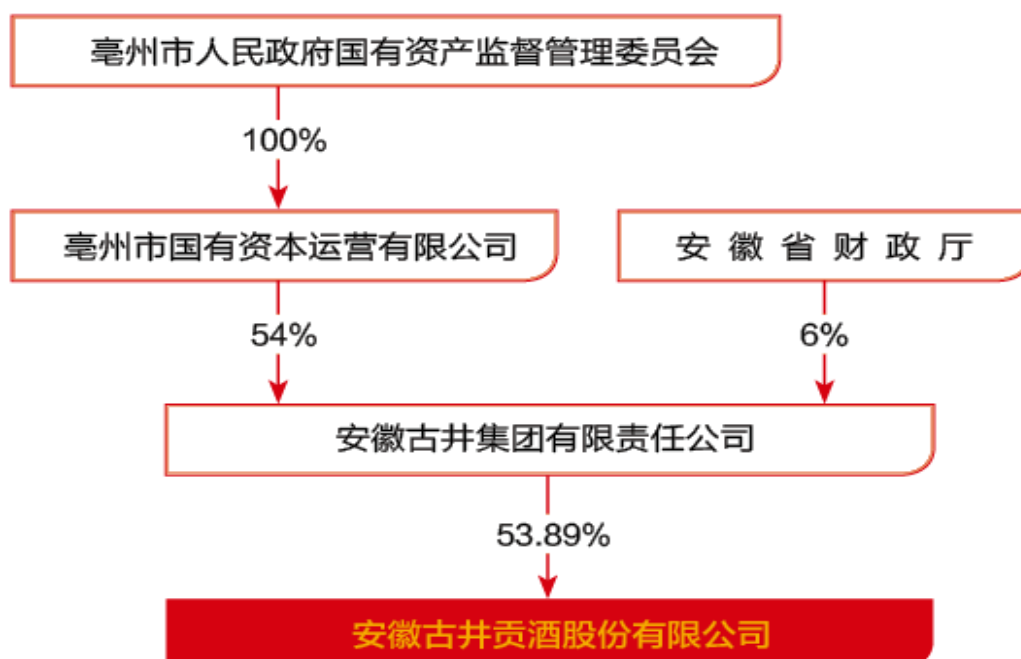 亳州市人民政府国有资产监督管理委员会
100%
亳州市国有资本运营有限公司
安徽省财政厅
54%
6%
安徽古井集团有限责任公司
53.89%
安徽古井贡酒股份有限公司